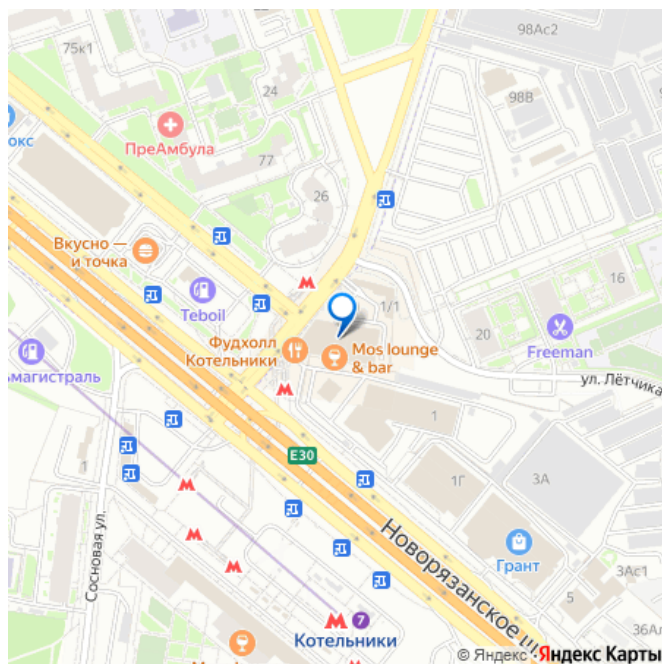 98Ас2
75к1
24
98В
окс
ПреАмбула
77
26
Вкусно —
и точка
16
Teboil
1/1
20
Freeman
Фудхолл
Котельники
Mos lounge
& bar
ьмагистраль
ул. Лётчика
1
E30
1
1Г
3А
Сосновая ул.
Новорязанское ш
Грант
3Ас1
5
7
Котельники
36А
© Яндекс Яндекс Карты